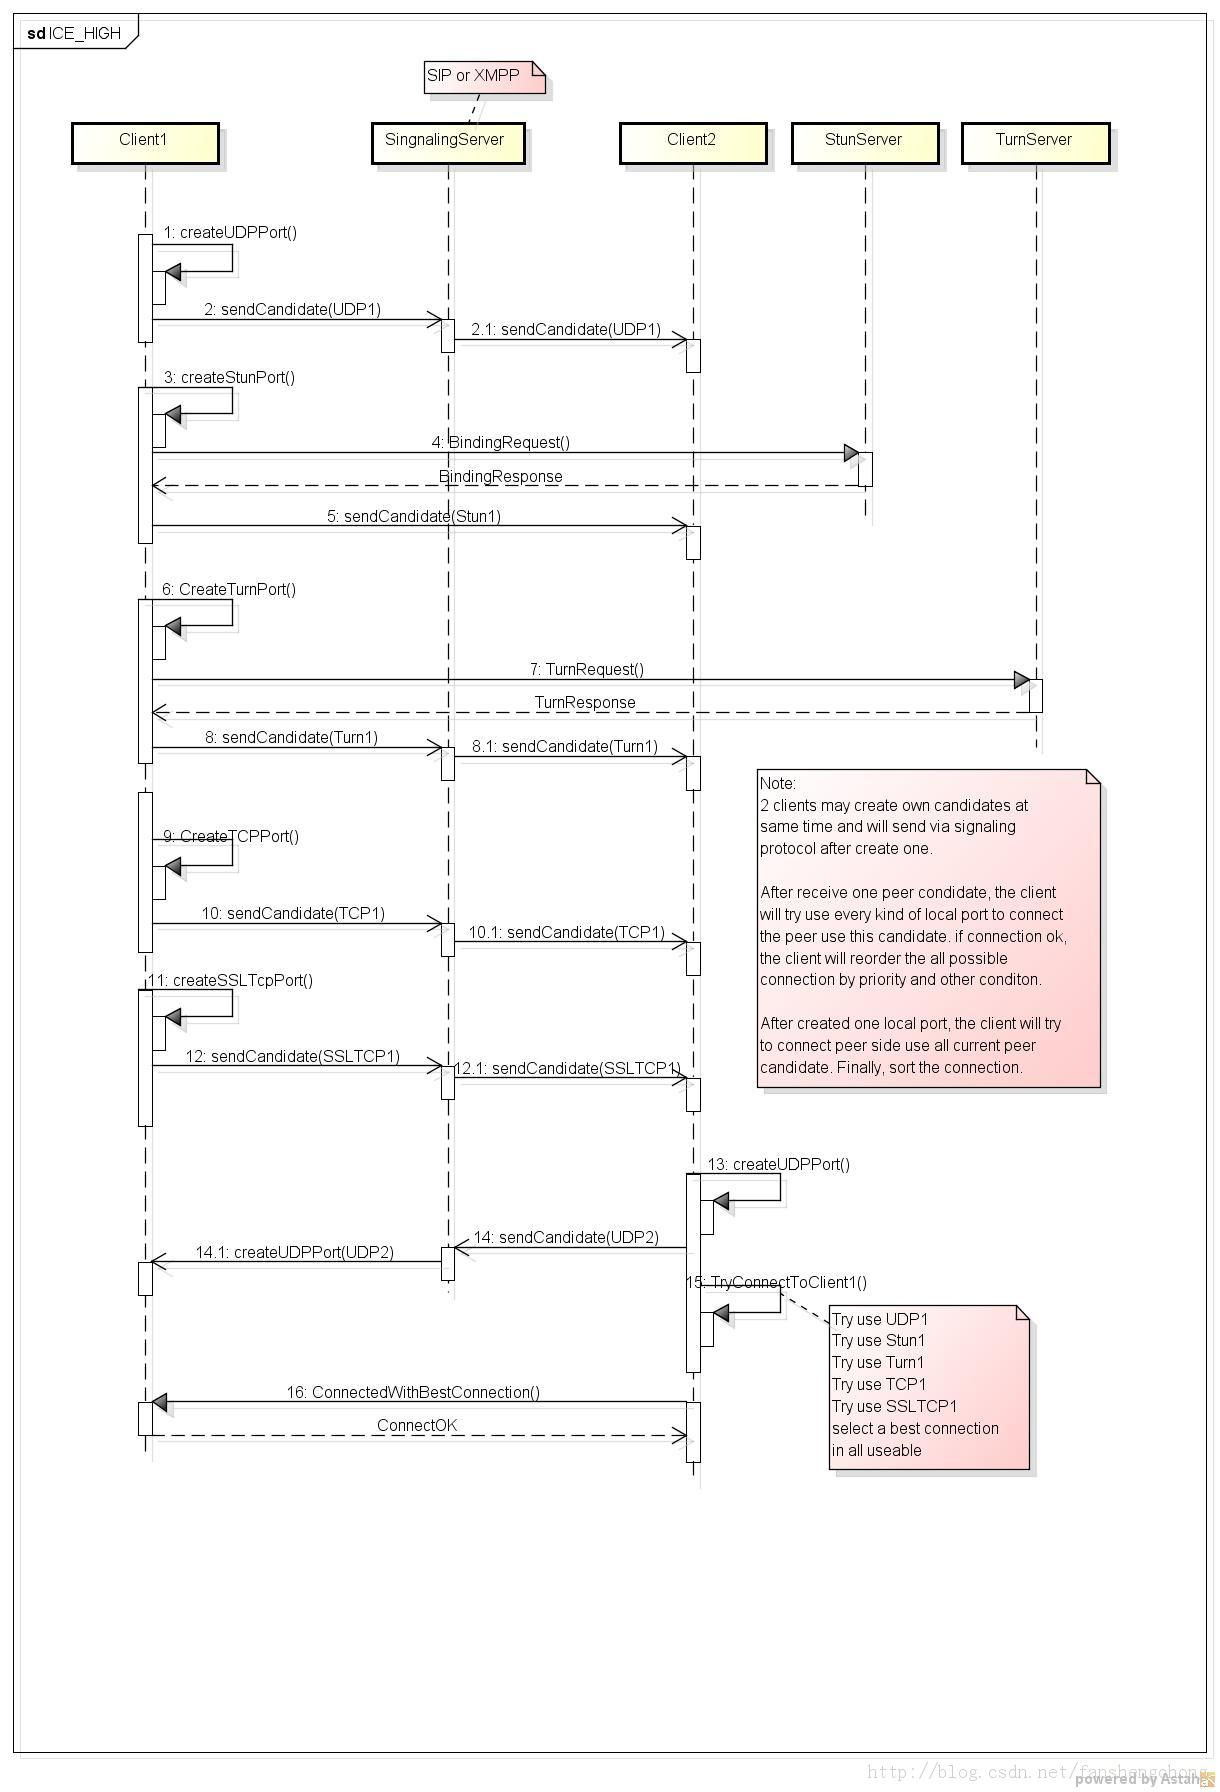 sd ICE_HIGH
SIP or XMPP
Client1
SingnalingServer
Client2
StunServer
TurnServer
1: createUDPPort()
2: sendCandidate(UDP1)
2.1: sendCandidate(UDP1)
3: createStunPort()
4: BindingRequest()
BindingResponse
5: sendCandidate(Stun1)
6: CreateTurnPort()
7: TurnRequest()
TurnResponse
8: sendCandidate(Turn1)
8.1: sendCandidate(Turn1)
Note:
2 clients may create own candidates at
same time and will send via signaling
protocol after create one.
After receive one peer condidate, the client
will try use every kind of local port to connect
the peer use this candidate. if connection ok,
the client will reorder the all possible
connection by priority and other conditon.
After created one local port, the client will try
to connect peer side use all current peer
candidate. Finally, sort the connection.
9: CreateTCPPort()
10: sendCandidate(TCP1)
10.1: sendCandidate(TCP1)
11: createSSLTcpPort()
12: sendCandidate(SSLTCP1)
12.1: sendCandidate(SSLTCP1)
13: createUDPPort()
14: sendCandidate(UDP2)
14.1: createUDPPort(UDP2)
15: TryConnectToClient1()
Try use UDP1
Try use Stun1
Try use Turn1
Try use TCP1
Try use SSLTCP1
select a best connection
in all useable
16: ConnectedWithBestConnection()
ConnectOK
http://blog.csdn.net/fanshengchong
powered by Astah